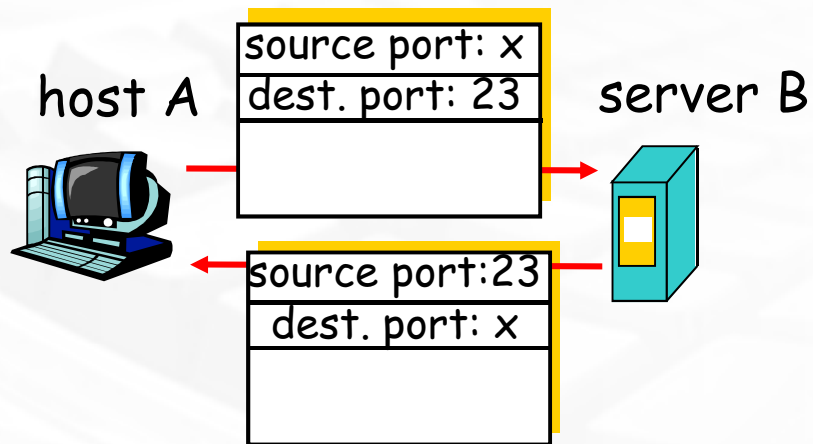 source port: x
host A
dest. port: 23
server B
source port:23
dest. port: x